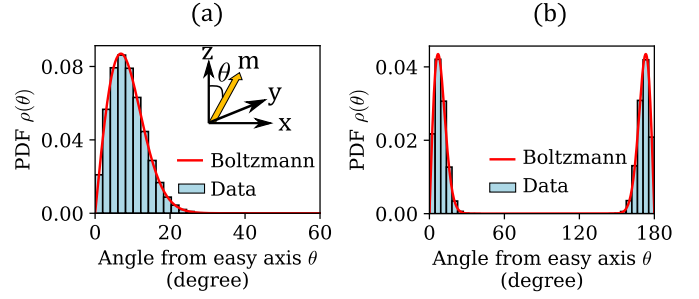 (a)
PDF ρ(θ)
0.08
0.04
0.00
z
m
θ
y
x
Boltzmann
Data
0
20
40
60
Angle from easy axis θ
(degree)
(b)
PDF ρ(θ)
0.04
0.02
0.00
Boltzmann
Data
0
60
120
180
Angle from easy axis θ
(degree)